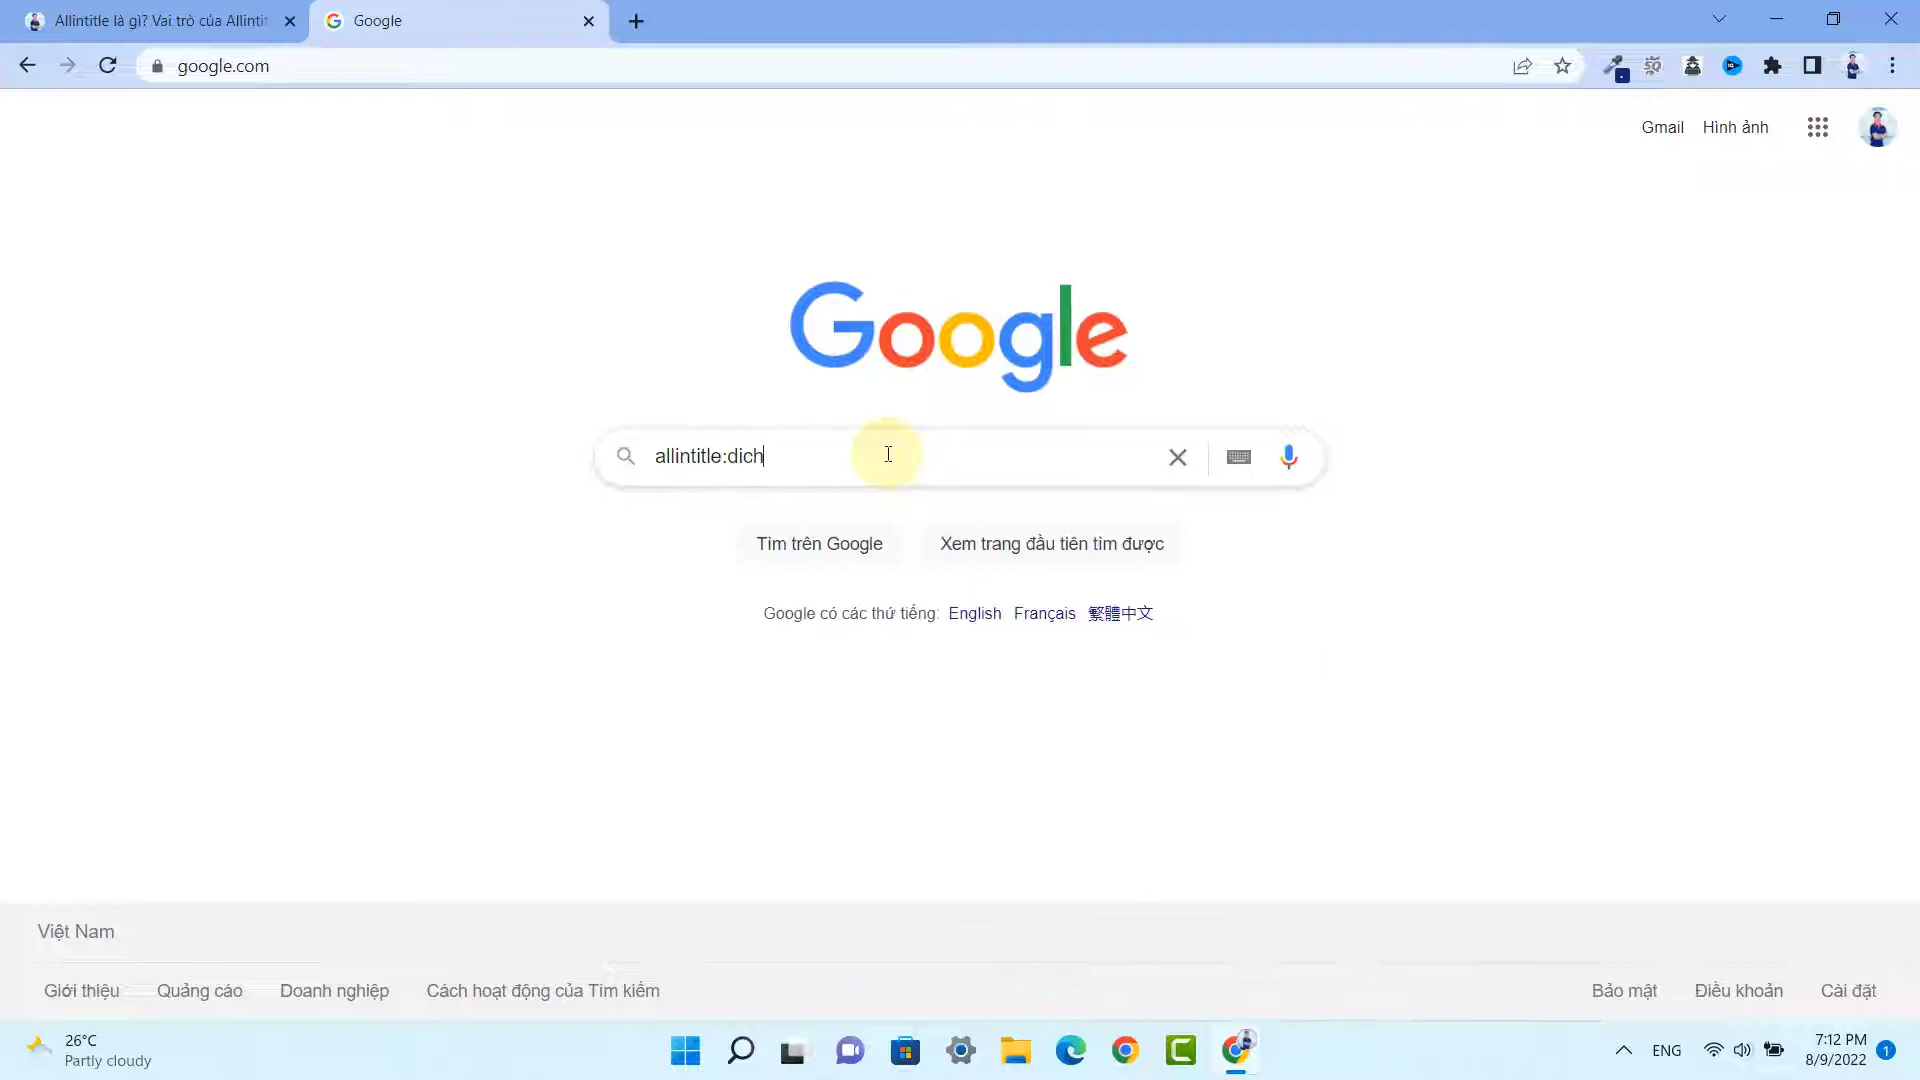 Allintitle là gì? Vai trò của Allintit
Google
google.com
Gmail Hình ảnh
Google
allintitle:dich
Tìm trên Google Xem trang đầu tiên tìm được
Google có các thứ tiếng: English Français 繁體中文
Việt Nam
Giới thiệu Quảng cáo Doanh nghiệp Cách hoạt động của Tìm kiếm Bảo mật Điều khoản Cài đặt
26°C
Partly cloudy
ENG
7:12 PM
8/9/2022
1